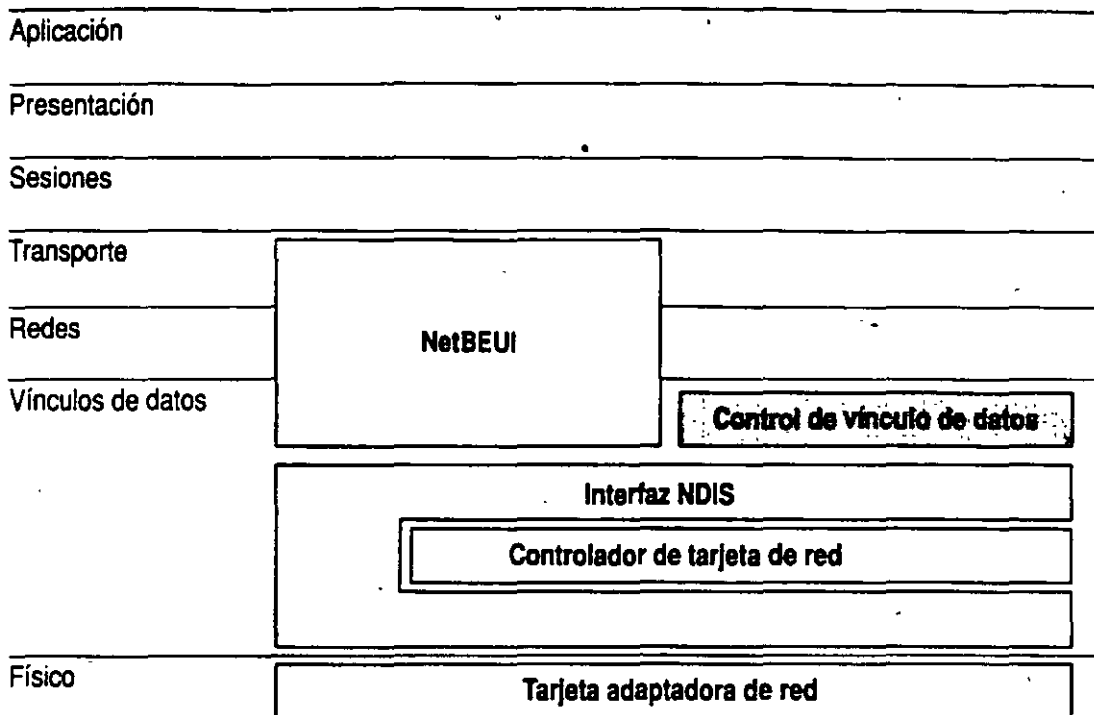 Aplicación
Presentación
Sesiones
Transporte
Redes
NetBEUI
Vínculos de datos
Control de vínculo de datos
Interfaz NDIS
Controlador de tarjeta de red
Físico
Tarjeta adaptadora de red